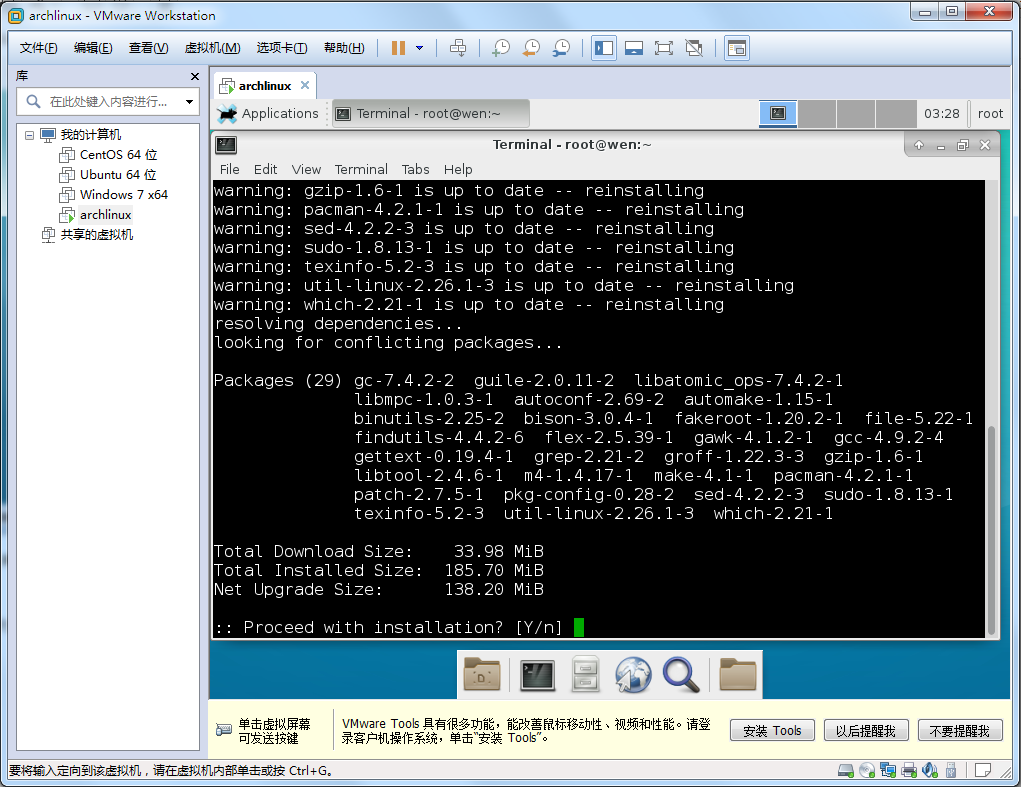 archlinux - VMware Workstation
文件(F) 编辑(E) 查看(V) 虚拟机(M) 选项卡(T) 帮助(H)
库
在此处键入内容进行...
我的计算机
CentOS 64 位
Ubuntu 64 位
Windows 7 x64
archlinux
共享的虚拟机
archlinux
Applications Terminal - root@wen:~ 03:28 root
Terminal - root@wen:~
File Edit View Terminal Tabs Help
warning: gzip-1.6-1 is up to date -- reinstalling
warning: pacman-4.2.1-1 is up to date -- reinstalling
warning: sed-4.2.2-3 is up to date -- reinstalling
warning: sudo-1.8.13-1 is up to date -- reinstalling
warning: texinfo-5.2-3 is up to date -- reinstalling
warning: util-linux-2.26.1-3 is up to date -- reinstalling
warning: which-2.21-1 is up to date -- reinstalling
resolving dependencies...
looking for conflicting packages...
Packages (29) gc-7.4.2-2 guile-2.0.11-2 libatomic_ops-7.4.2-1
libmpc-1.0.3-1 autoconf-2.69-2 automake-1.15-1
binutils-2.25-2 bison-3.0.4-1 fakeroot-1.20.2-1 file-5.22-1
findutils-4.4.2-6 flex-2.5.39-1 gawk-4.1.2-1 gcc-4.9.2-4
gettext-0.19.4-1 grep-2.21-2 groff-1.22.3-3 gzip-1.6-1
libtool-2.4.6-1 m4-1.4.17-1 make-4.1-1 pacman-4.2.1-1
patch-2.7.5-1 pkg-config-0.28-2 sed-4.2.2-3 sudo-1.8.13-1
texinfo-5.2-3 util-linux-2.26.1-3 which-2.21-1
Total Download Size: 33.98 MiB
Total Installed Size: 185.70 MiB
Net Upgrade Size: 138.20 MiB
:: Proceed with installation? [Y/n]
单击虚拟屏幕
可发送按键
VMware Tools 具有很多功能，能改善鼠标移动性、视频和性能。请登
录客户机操作系统，单击“安装 Tools”。
安装 Tools 以后提醒我 不要提醒我
要将输入定向到该虚拟机，请在虚拟机内部单击或按 Ctrl+G。